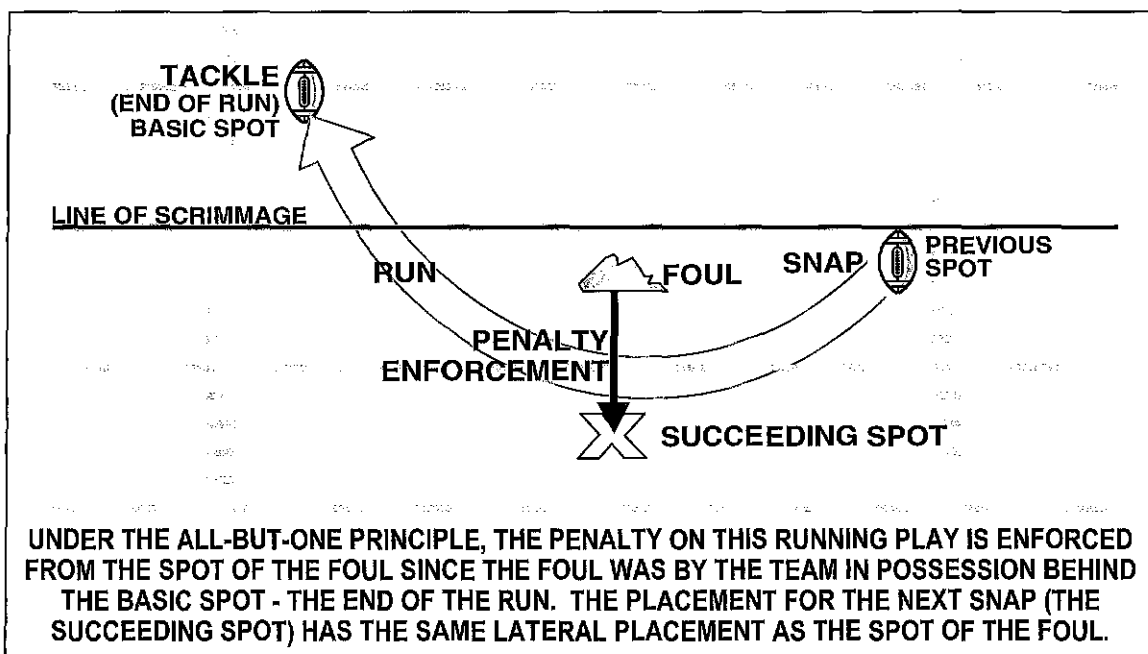 TACKLE
(END OF RUN)
BASIC SPOT
LINE OF SCRIMMAGE
RUN
FOUL
SNAP
PREVIOUS
SPOT
PENALTY
ENFORCEMENT
SUCCEEDING SPOT
UNDER THE ALL-BUT-ONE PRINCIPLE, THE PENALTY ON THIS RUNNING PLAY IS ENFORCED
FROM THE SPOT OF THE FOUL SINCE THE FOUL WAS BY THE TEAM IN POSSESSION BEHIND
THE BASIC SPOT - THE END OF THE RUN. THE PLACEMENT FOR THE NEXT SNAP (THE
SUCCEEDING SPOT) HAS THE SAME LATERAL PLACEMENT AS THE SPOT OF THE FOUL.